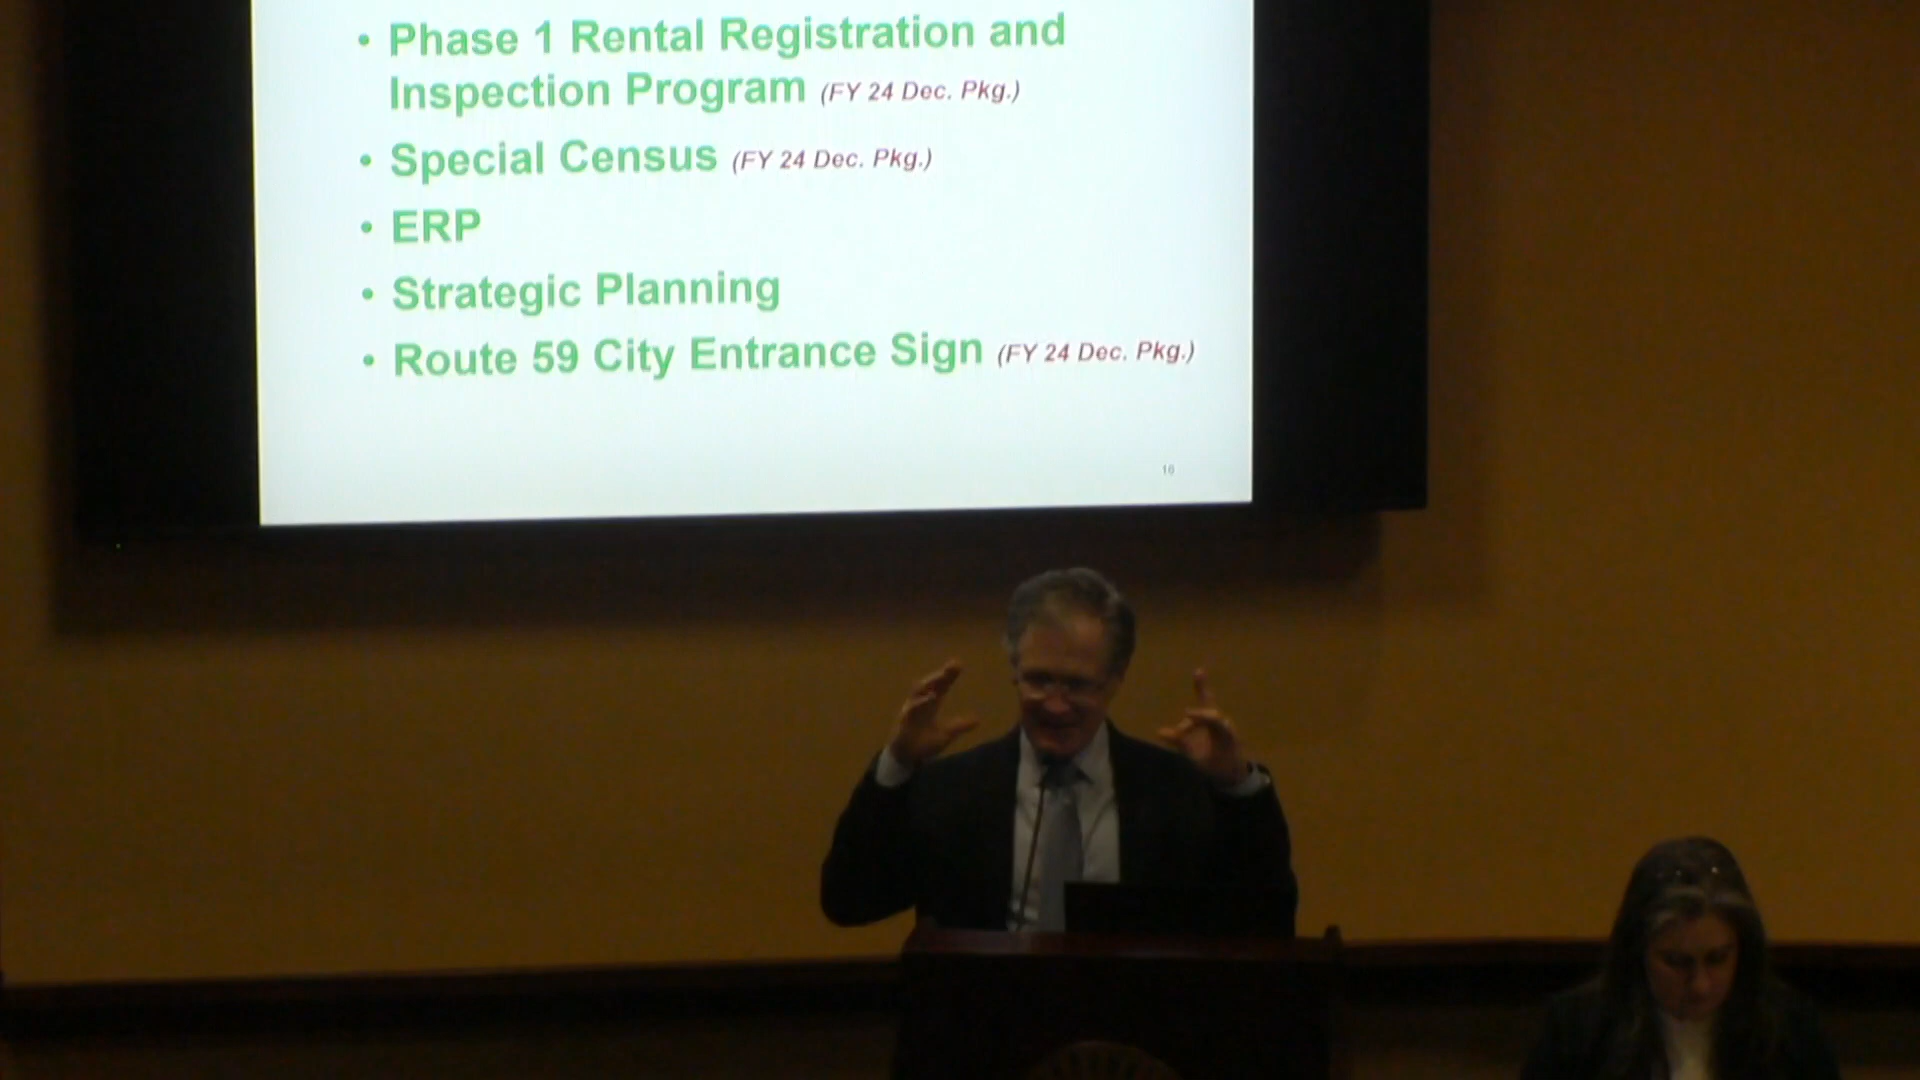 • Phase 1 Rental Registration and
Inspection Program (FY 24 Dec. Pkg.)
• Special Census (FY 24 Dec. Pkg.)
• ERP
• Strategic Planning
• Route 59 City Entrance Sign (FY 24 Dec. Pkg.)
16